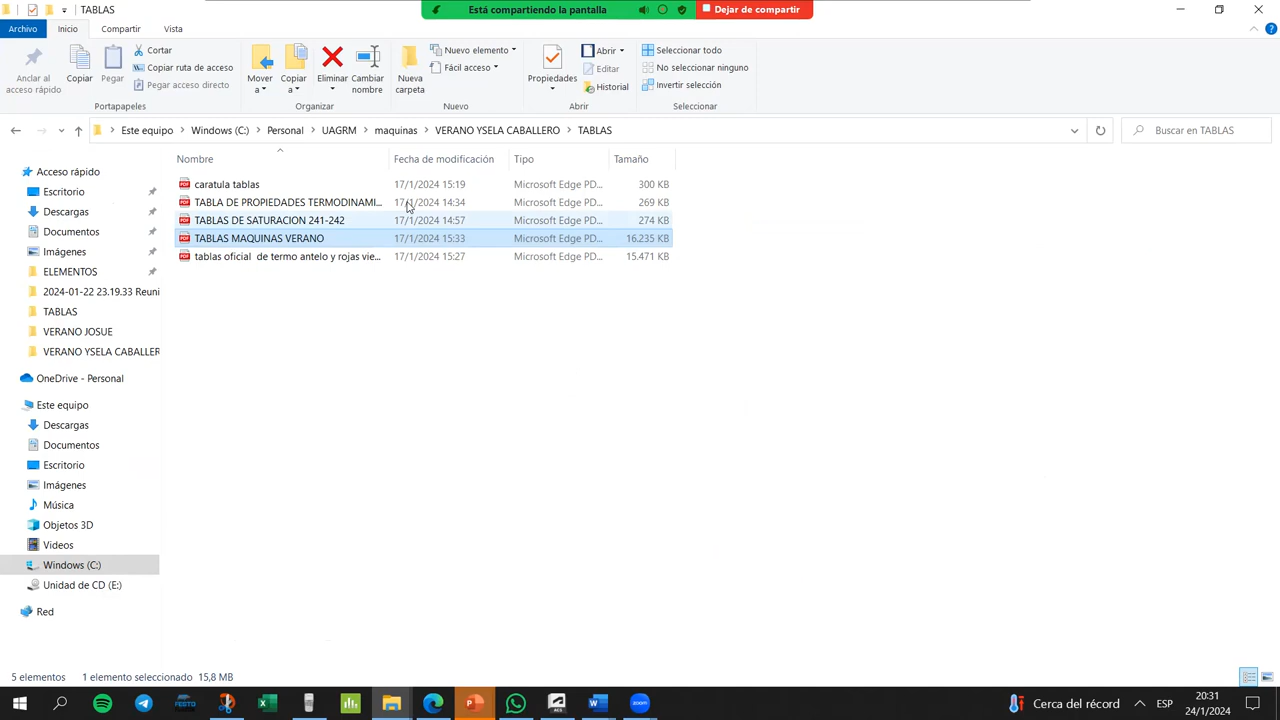 TABLAS
Está compartiendo la pantalla
Dejar de compartir
Archivo
Inicio
Compartir
Vista
Anclar al
acceso rápido
Copiar
Pegar
Cortar
Copiar ruta de acceso
Pegar acceso directo
Portapapeles
Mover
a
Copiar
a
Eliminar
Cambiar
nombre
Organizar
Nueva
carpeta
Nuevo elemento
Fácil acceso
Nuevo
Propiedades
Abrir
Editar
Historial
Abrir
Seleccionar todo
No seleccionar ninguno
Invertir selección
Seleccionar
Este equipo > Windows (C:) > Personal > UAGRM > maquinas > VERANO YSELA CABALLERO > TABLAS
Buscar en TABLAS
Nombre Fecha de modificación Tipo Tamaño
caratula tablas 17/1/2024 15:19 Microsoft Edge PD... 300 KB
TABLA DE PROPIEDADES TERMODINAMI... 17/1/2024 14:34 Microsoft Edge PD... 269 KB
TABLAS DE SATURACION 241-242 17/1/2024 14:57 Microsoft Edge PD... 274 KB
TABLAS MAQUINAS VERANO 17/1/2024 15:33 Microsoft Edge PD... 16.235 KB
tablas oficial de termo antelo y rojas vie... 17/1/2024 15:27 Microsoft Edge PD... 15.471 KB
Acceso rápido
Escritorio
Descargas
Documentos
Imágenes
ELEMENTOS
2024-01-22 23.19.33 Reuni
TABLAS
VERANO JOSUE
VERANO YSELA CABALLER
OneDrive - Personal
Este equipo
Descargas
Documentos
Escritorio
Imágenes
Música
Objetos 3D
Videos
Windows (C:)
Unidad de CD (E:)
Red
5 elementos 1 elemento seleccionado 15,8 MB
FESTO
zoom
Cerca del récord
ESP
20:31
24/1/2024